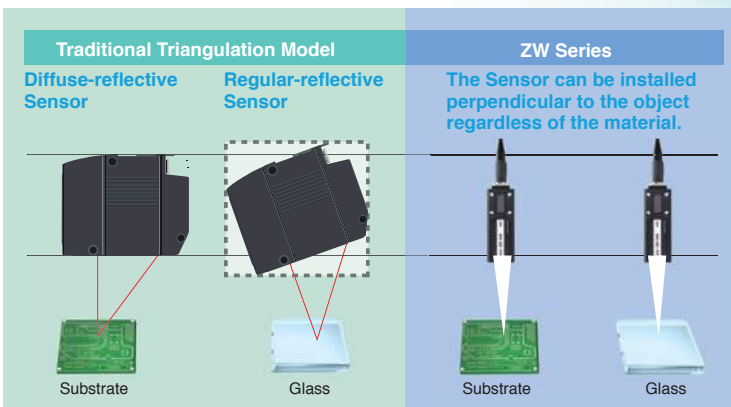 Traditional Triangulation Model
ZW Series
Diffuse-reflective
Sensor
Regular-reflective
Sensor
The Sensor can be installed
perpendicular to the object
regardless of the material.
Substrate
Glass
Substrate
Glass